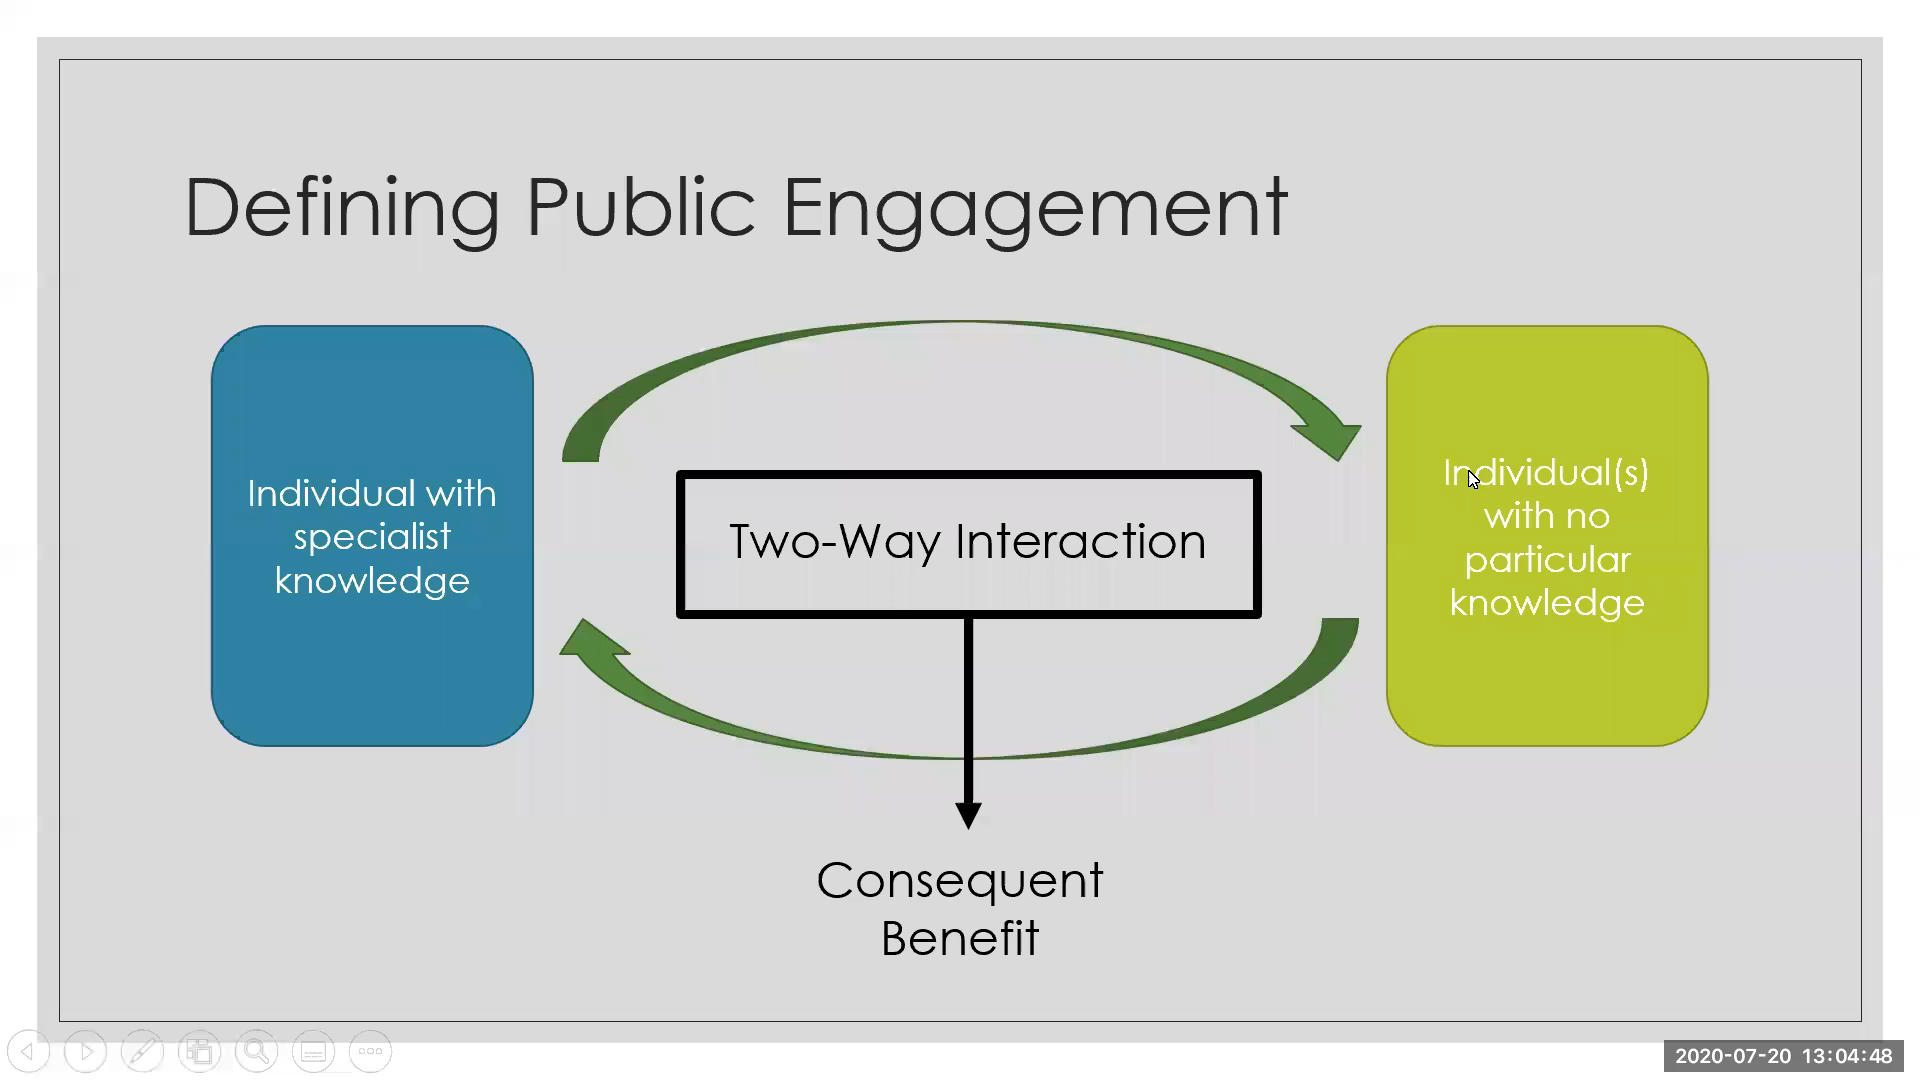 Defining Public Engagement
Individual with
specialist
knowledge
Two-Way Interaction
Individual(s)
with no
particular
knowledge
Consequent
Benefit
2020-07-20 13:04:48